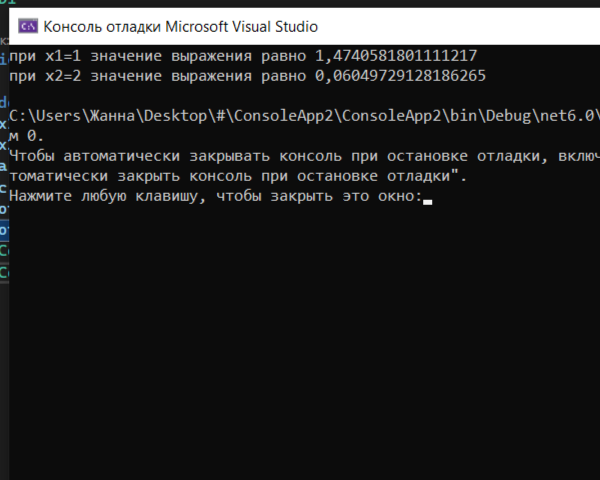 Консоль отладки Microsoft Visual Studio
при x1=1 значение выражения равно 1,4740581801111217
при x2=2 значение выражения равно 0,06049729128186265
C:\Users\Жанна\Desktop\#\ConsoleApp2\ConsoleApp2\bin\Debug\net6.0\
м 0.
Чтобы автоматически закрывать консоль при остановке отладки, включ
томатически закрыть консоль при остановке отладки".
Нажмите любую клавишу, чтобы закрыть это окно: